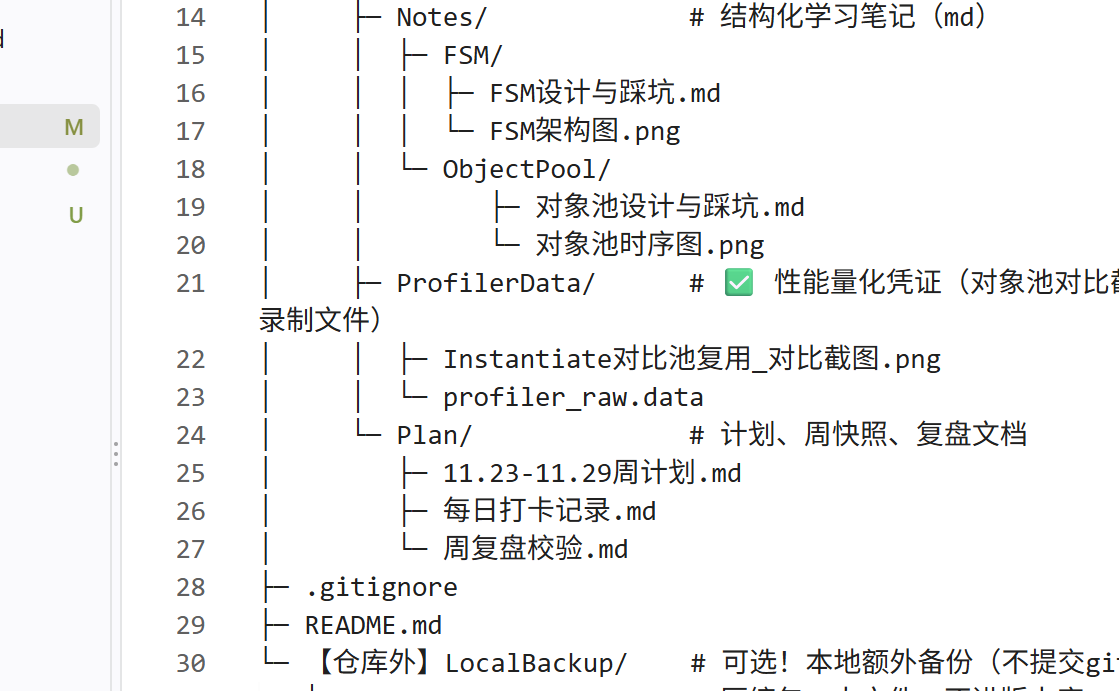 d
M
U
14 │ ├─ Notes/ # 结构化学习笔记（md）
15 │ │ ├─ FSM/
16 │ │ │ ├─ FSM设计与踩坑.md
17 │ │ │ └─ FSM架构图.png
18 │ │ └─ ObjectPool/
19 │ │ ├─ 对象池设计与踩坑.md
20 │ │ └─ 对象池时序图.png
21 │ ├─ ProfilerData/ # ✅ 性能量化凭证（对象池对比截
录制文件）
22 │ │ ├─ Instantiate对比池复用_对比截图.png
23 │ │ └─ profiler_raw.data
24 │ └─ Plan/ # 计划、周快照、复盘文档
25 │ ├─ 11.23-11.29周计划.md
26 │ ├─ 每日打卡记录.md
27 │ └─ 周复盘校验.md
28 ├─ .gitignore
29 ├─ README.md
30 └─ 【仓库外】LocalBackup/ # 可选！本地额外备份（不提交git